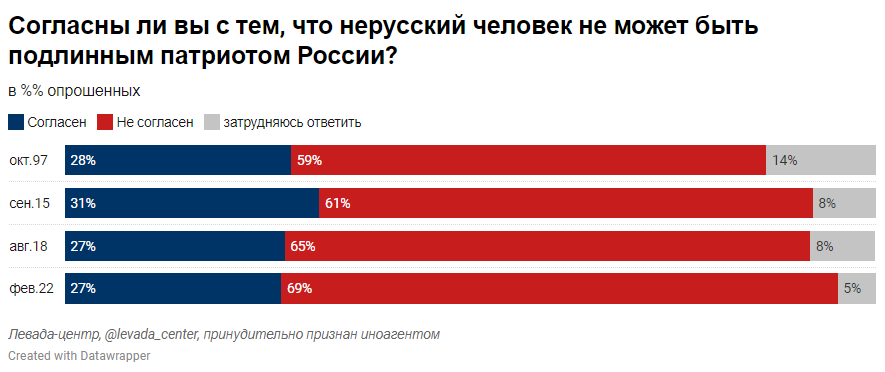 Согласны ли вы с тем, что нерусский человек не может быть
подлинным патриотом России?
в %% опрошенных
Согласен Не согласен затрудняюсь ответить
окт.97 28% 59% 14%
сен.15 31% 61% 8%
авг.18 27% 65% 8%
фев.22 27% 69% 5%
Левада-центр, @levada_center, принудительно признан иноагентом
Created with Datawrapper